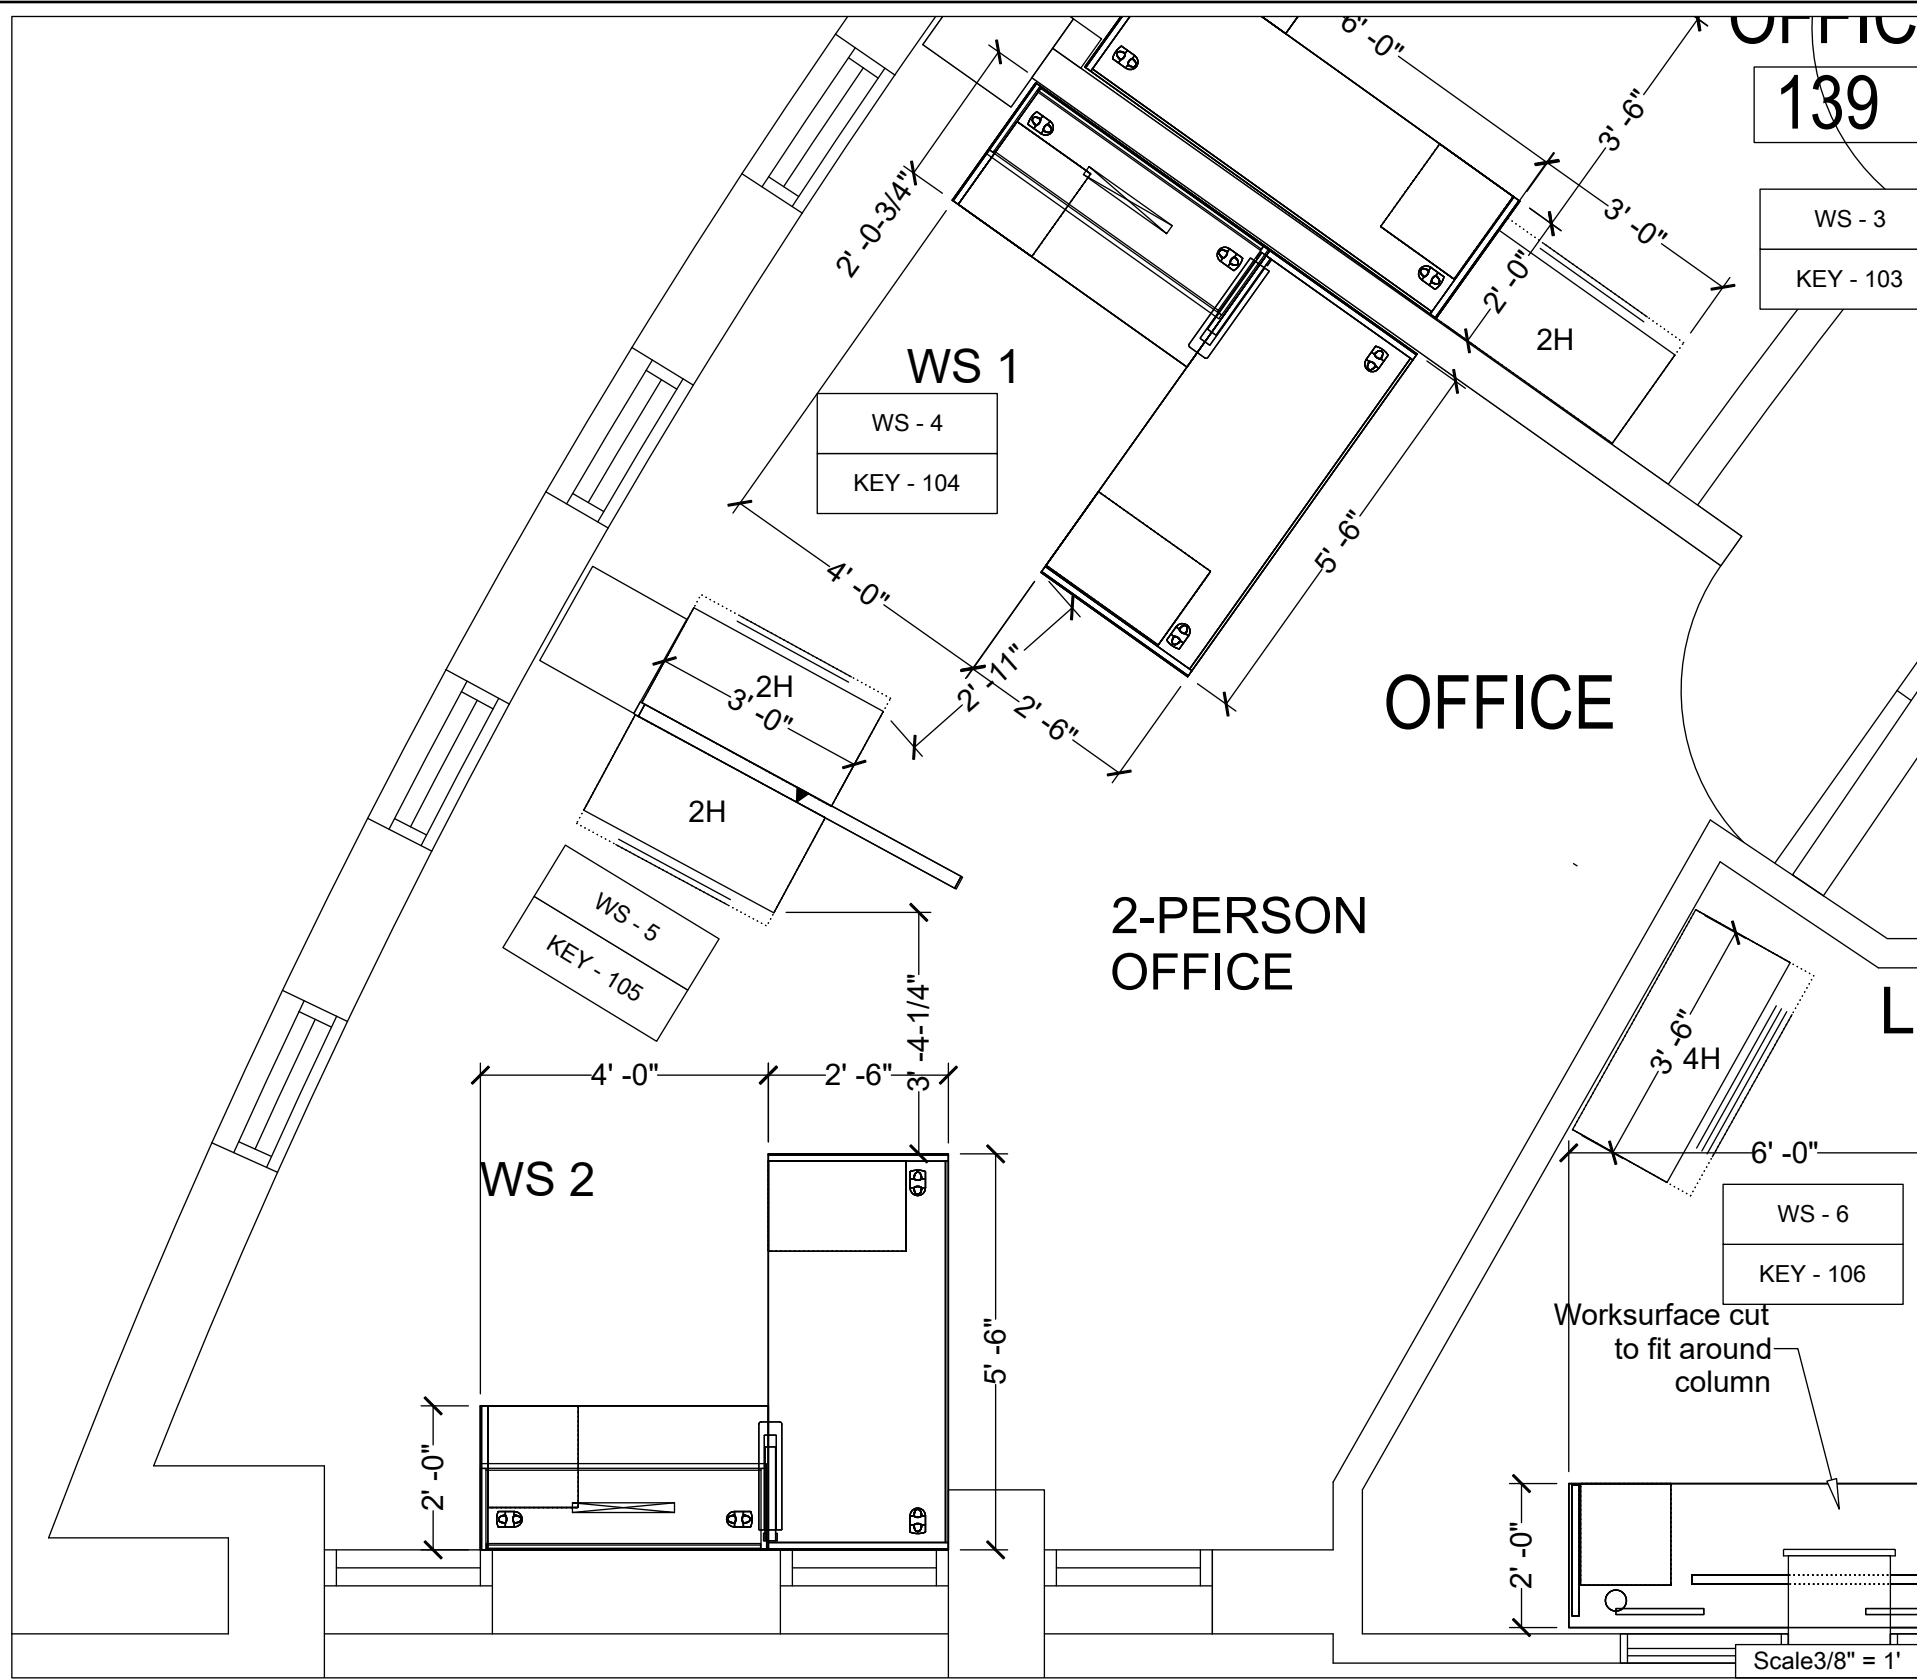 OFFIC
139
6' -0"
3' -6"
3' -0"
2' -0"
2H
WS - 3
KEY - 103
2' -0-3/4"
WS 1
WS - 4
KEY - 104
5' -6"
4' -0"
2' -11"
2' -6"
2H
3' -0"
2H
OFFICE
WS - 5
KEY - 105
2-PERSON
OFFICE
3' -4-1/4"
L
3' -6"
4H
4' -0"
2' -6"
WS 2
6' -0"
WS - 6
KEY - 106
Worksurface cut
to fit around
column
5' -6"
2' -0"
2' -0"
Scale3/8" = 1'